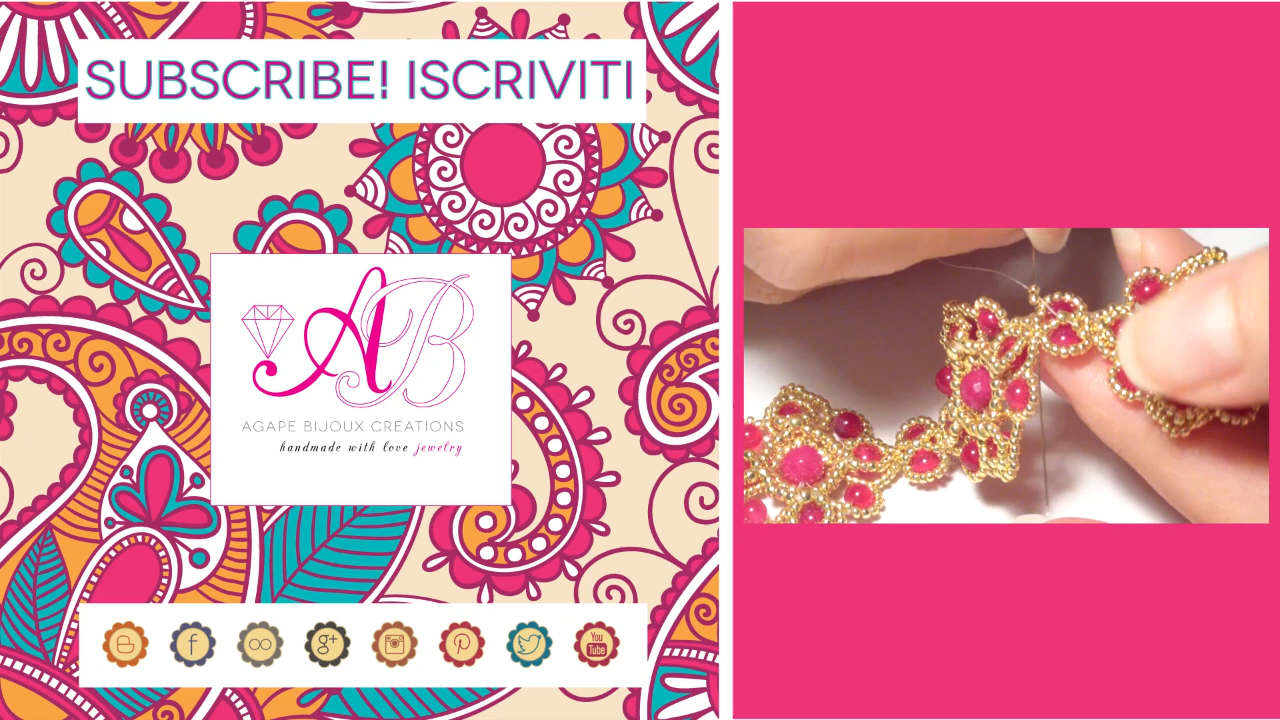 SUBSCRIBE! ISCRIVITI
AB
AGAPE BIJOUX CREATIONS
handmade with love jewelry
f
g+
You
Tube